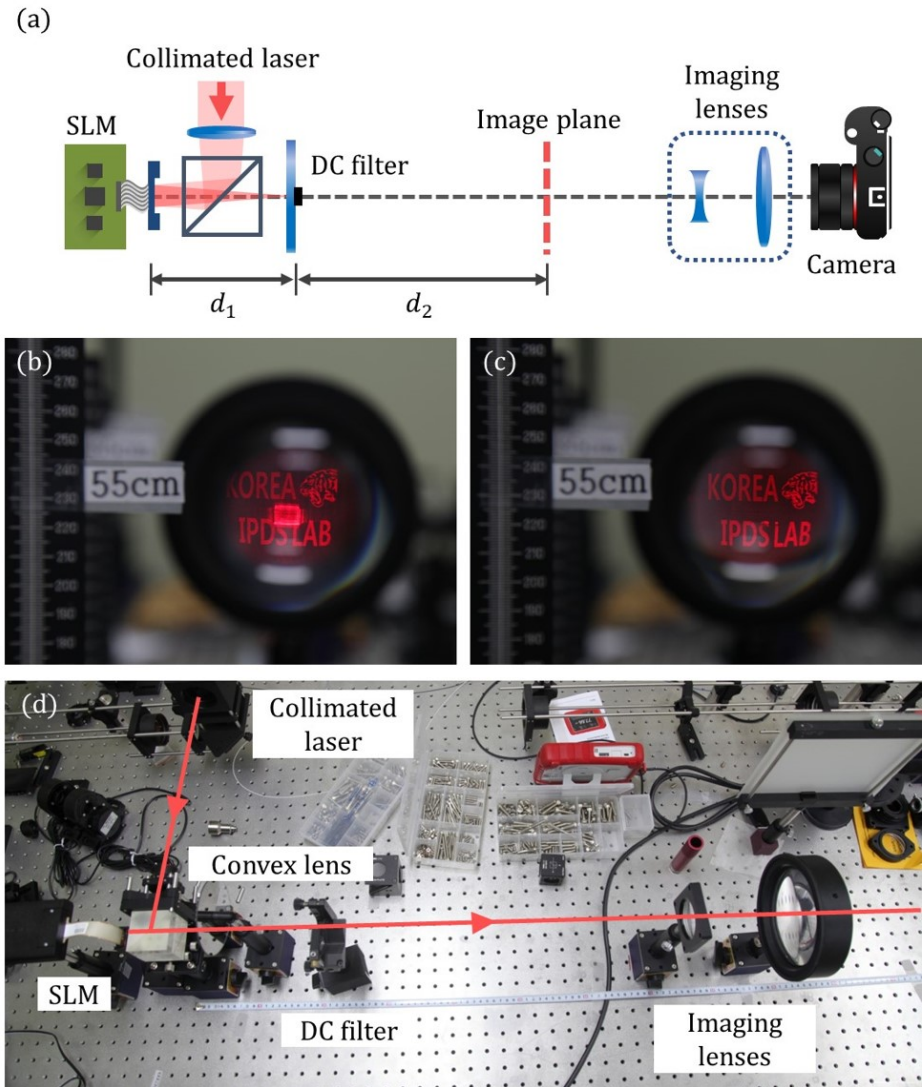 (a)
Collimated laser
SLM
DC filter
Image plane
Imaging
lenses
Camera
d₁
d₂
(b)
280
270
260
250
240
230
220
210
200
190
180
55cm
KOREA
IPDS LAB
(c)
280
270
260
250
240
230
220
210
200
190
180
55cm
KOREA
IPDS LAB
(d)
Collimated
laser
Convex lens
SLM
DC filter
Imaging
lenses